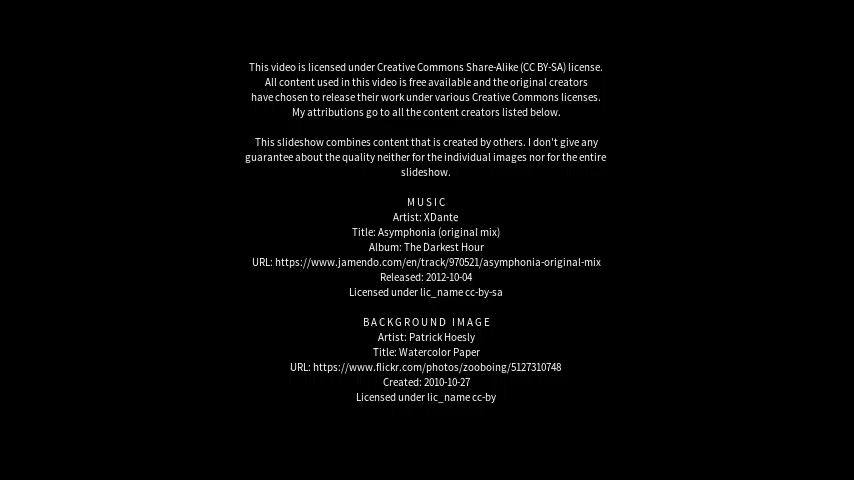 This video is licensed under Creative Commons Share-Alike (CC BY-SA) license.
All content used in this video is free available and the original creators
have chosen to release their work under various Creative Commons licenses.
My attributions go to all the content creators listed below.
This slideshow combines content that is created by others. I don't give any
guarantee about the quality neither for the individual images nor for the entire
slideshow.
MUSIC
Artist: XDante
Title: Asymphonia (original mix)
Album: The Darkest Hour
URL: https://www.jamendo.com/en/track/970521/asymphonia-original-mix
Released: 2012-10-04
Licensed under lic_name cc-by-sa
BACKGROUND IMAGE
Artist: Patrick Hoesly
Title: Watercolor Paper
URL: https://www.flickr.com/photos/zooboing/5127310748
Created: 2010-10-27
Licensed under lic_name cc-by